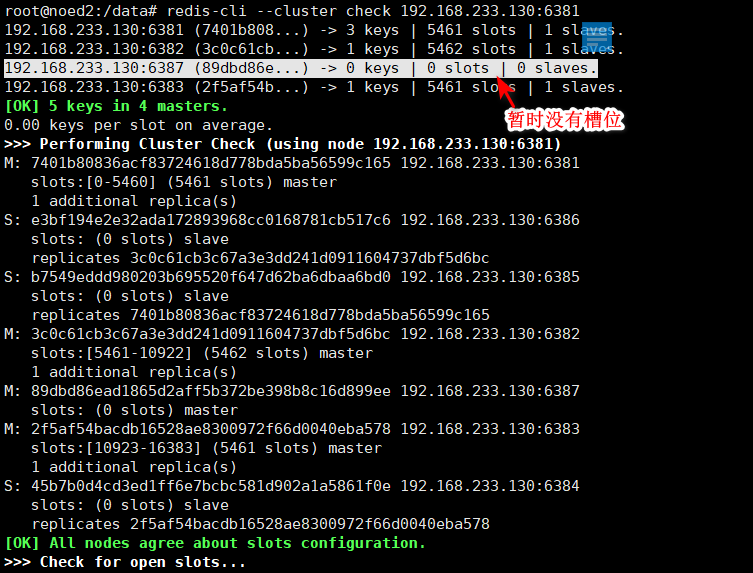 root@noed2:/data# redis-cli --cluster check 192.168.233.130:6381
192.168.233.130:6381 (7401b808...) -> 3 keys | 5461 slots | 1 slaves.
192.168.233.130:6382 (3c0c61cb...) -> 1 keys | 5462 slots | 1 slaves.
192.168.233.130:6387 (89dbd86e...) -> 0 keys | 0 slots | 0 slaves.
192.168.233.130:6383 (2f5af54b...) -> 1 keys | 5461 slots | 1 slaves.
[OK] 5 keys in 4 masters.
0.00 keys per slot on average.
暂时没有槽位
>>> Performing Cluster Check (using node 192.168.233.130:6381)
M: 7401b80836acf83724618d778bda5ba56599c165 192.168.233.130:6381
slots:[0-5460] (5461 slots) master
1 additional replica(s)
S: e3bf194e2e32ada172893968cc0168781cb517c6 192.168.233.130:6386
slots: (0 slots) slave
replicates 3c0c61cb3c67a3e3dd241d0911604737dbf5d6bc
S: b7549eddd980203b695520f647d62ba6dbaa6bd0 192.168.233.130:6385
slots: (0 slots) slave
replicates 7401b80836acf83724618d778bda5ba56599c165
M: 3c0c61cb3c67a3e3dd241d0911604737dbf5d6bc 192.168.233.130:6382
slots:[5461-10922] (5462 slots) master
1 additional replica(s)
M: 89dbd86ead1865d2aff5b372be398b8c16d899ee 192.168.233.130:6387
slots: (0 slots) master
M: 2f5af54bacdb16528ae8300972f66d0040eba578 192.168.233.130:6383
slots:[10923-16383] (5461 slots) master
1 additional replica(s)
S: 45b7b0d4cd3ed1ff6e7bcbc581d902a1a5861f0e 192.168.233.130:6384
slots: (0 slots) slave
replicates 2f5af54bacdb16528ae8300972f66d0040eba578
[OK] All nodes agree about slots configuration.
>>> Check for open slots...